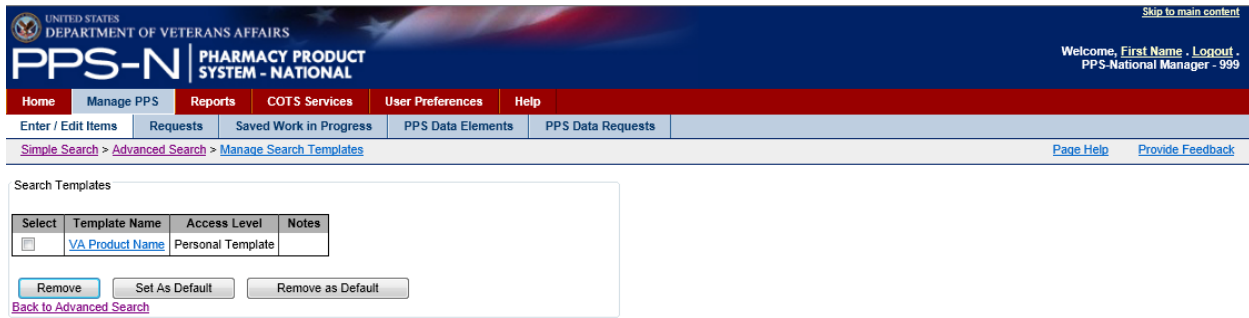 Skip to main content
UNITED STATES
DEPARTMENT OF VETERANS AFFAIRS
PPS-N PHARMACY PRODUCT
SYSTEM - NATIONAL
Welcome, First Name . Logout .
PPS-National Manager - 999
Home Manage PPS Reports COTS Services User Preferences Help
Enter / Edit Items Requests Saved Work in Progress PPS Data Elements PPS Data Requests
Simple Search > Advanced Search > Manage Search Templates Page Help Provide Feedback
Search Templates
Select Template Name Access Level Notes
VA Product Name Personal Template
Remove Set As Default Remove as Default
Back to Advanced Search